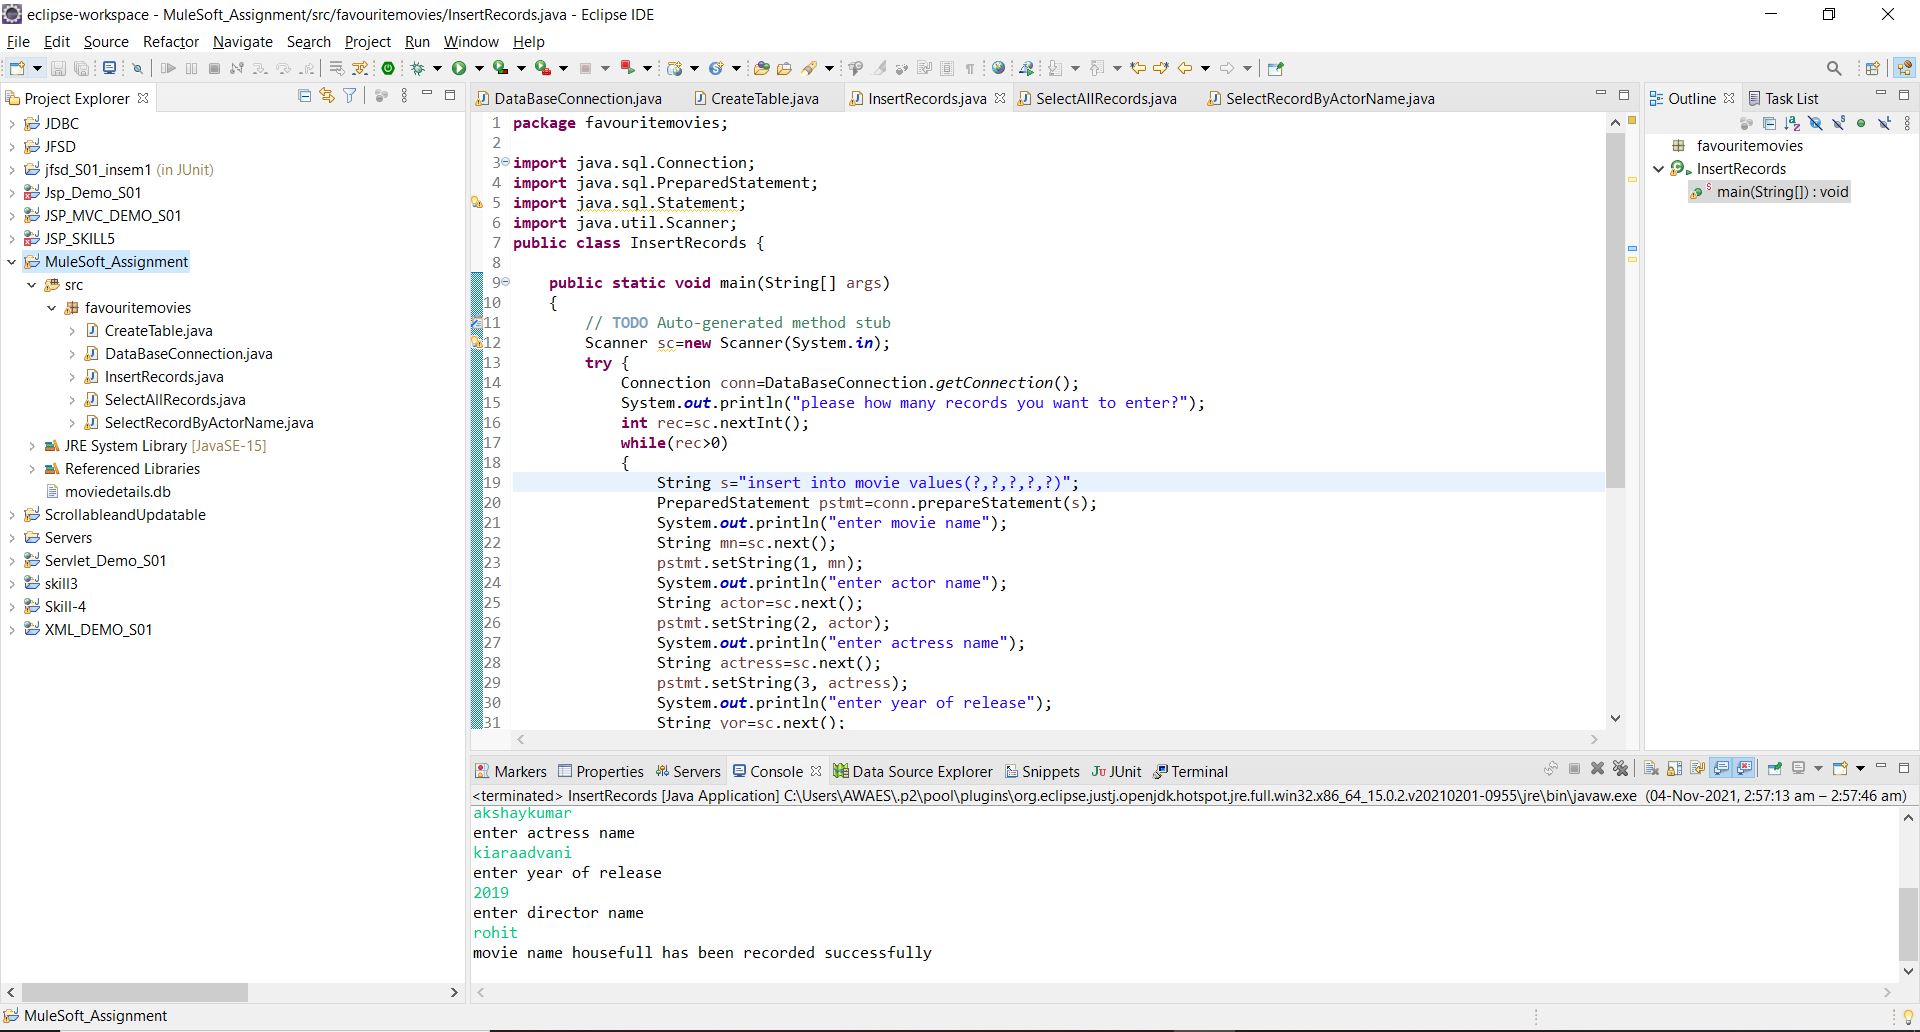 eclipse-workspace - MuleSoft_Assignment/src/favouritemovies/InsertRecords.java - Eclipse IDE
File Edit Source Refactor Navigate Search Project Run Window Help
Project Explorer
JDBC
JFSD
jfsd_S01_insem1 (in JUnit)
Jsp_Demo_S01
JSP_MVC_DEMO_S01
JSP_SKILL5
MuleSoft_Assignment
src
favouritemovies
CreateTable.java
DataBaseConnection.java
InsertRecords.java
SelectAllRecords.java
SelectRecordByActorName.java
JRE System Library [JavaSE-15]
Referenced Libraries
moviedetails.db
ScrollableandUpdatable
Servers
Servlet_Demo_S01
skill3
Skill-4
XML_DEMO_S01
DataBaseConnection.java CreateTable.java InsertRecords.java SelectAllRecords.java SelectRecordByActorName.java
1 package favouritemovies;
2
3 import java.sql.Connection;
4 import java.sql.PreparedStatement;
5 import java.sql.Statement;
6 import java.util.Scanner;
7 public class InsertRecords {
8
9 public static void main(String[] args)
10 {
11 // TODO Auto-generated method stub
12 Scanner sc=new Scanner(System.in);
13 try {
14 Connection conn=DataBaseConnection.getConnection();
15 System.out.println("please how many records you want to enter?");
16 int rec=sc.nextInt();
17 while(rec>0)
18 {
19 String s="insert into movie values(?,?,?,?,?)";
20 PreparedStatement pstmt=conn.prepareStatement(s);
21 System.out.println("enter movie name");
22 String mn=sc.next();
23 pstmt.setString(1, mn);
24 System.out.println("enter actor name");
25 String actor=sc.next();
26 pstmt.setString(2, actor);
27 System.out.println("enter actress name");
28 String actress=sc.next();
29 pstmt.setString(3, actress);
30 System.out.println("enter year of release");
31 String yor=sc.next();
Outline Task List
favouritemovies
InsertRecords
main(String[]) : void
Markers Properties Servers Console Data Source Explorer Snippets JUnit Terminal
<terminated> InsertRecords [Java Application] C:\Users\AWAES\.p2\pool\plugins\org.eclipse.justj.openjdk.hotspot.jre.full.win32.x86_64_15.0.2.v20210201-0955\jre\bin\javaw.exe (04-Nov-2021, 2:57:13 am – 2:57:46 am)
akshaykumar
enter actress name
kiaraadvani
enter year of release
2019
enter director name
rohit
movie name housefull has been recorded successfully
MuleSoft_Assignment